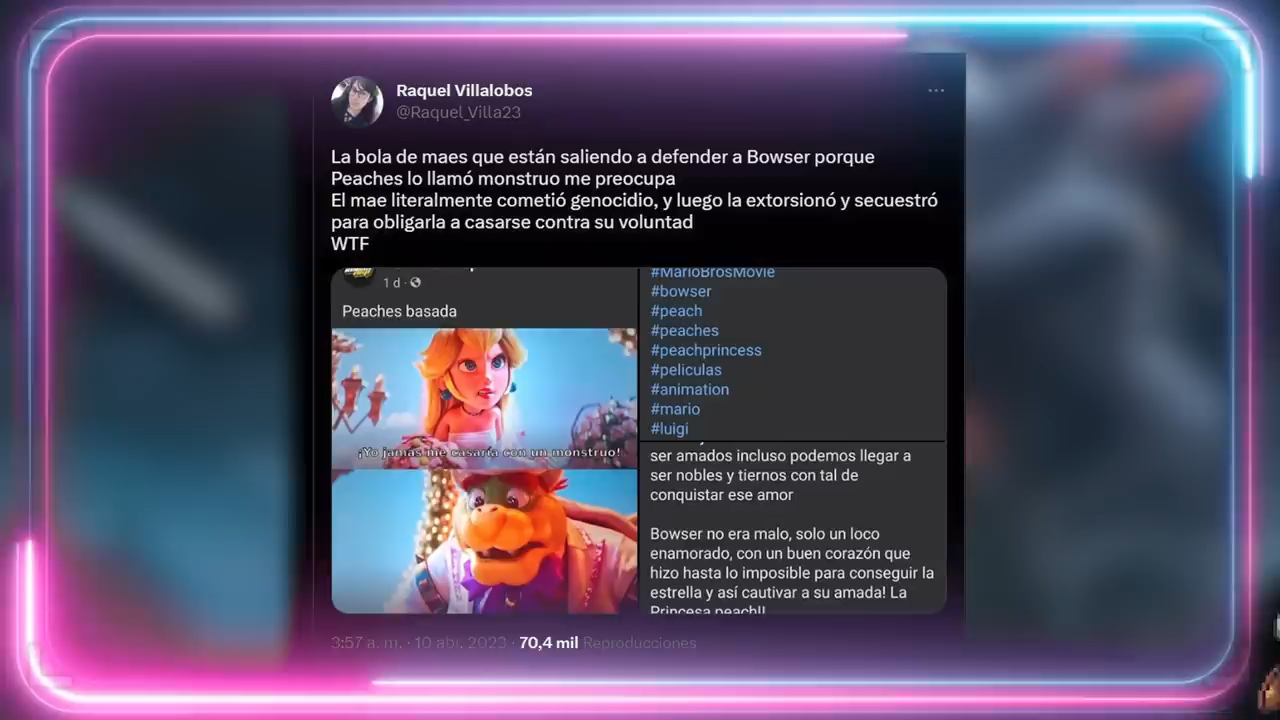 Raquel Villalobos
@Raquel_Villa23
La bola de maes que están saliendo a defender a Bowser porque
Peaches lo llamó monstruo me preocupa
El mae literalmente cometió genocidio, y luego la extorsionó y secuestró
para obligarla a casarse contra su voluntad
WTF
1 d
Peaches basada
¡Yo jamás me casaría con un monstruo!
#MarioBrosMovie
#bowser
#peach
#peaches
#peachprincess
#peliculas
#animation
#mario
#luigi
ser amados incluso podemos llegar a
ser nobles y tiernos con tal de
conquistar ese amor
Bowser no era malo, solo un loco
enamorado, con un buen corazón que
hizo hasta lo imposible para conseguir la
estrella y así cautivar a su amada! La
Princesa peach!!
3:57 a. m. · 10 abr. 2023 · 70,4 mil Reproducciones